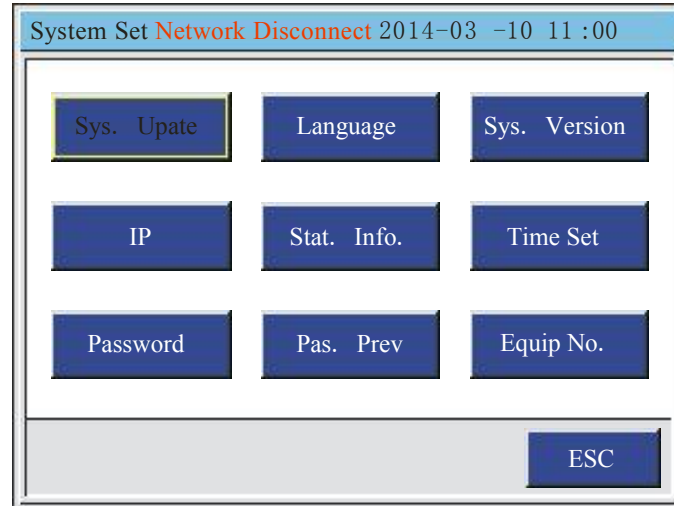 System Set Network Disconnect 2014-03 -10 11 :00
Sys. Upate Language Sys. Version
IP Stat. Info. Time Set
Password Pas. Prev Equip No.
ESC